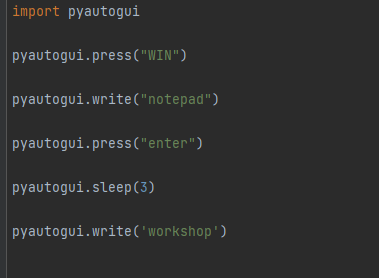 import pyautogui
pyautogui.press("WIN")
pyautogui.write("notepad")
pyautogui.press("enter")
pyautogui.sleep(3)
pyautogui.write('workshop')